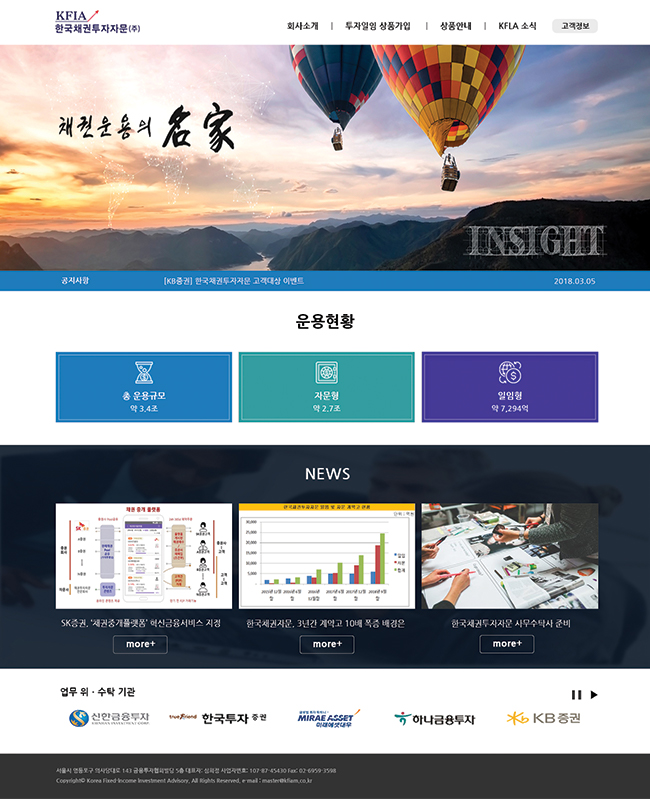 KFIA
한국채권투자자문(주)
회사소개 | 투자일임 상품가입 | 상품안내 | KFLA 소식 고객정보
채권운용의 名家
INSIGHT
공지사항 [KB증권] 한국채권투자자문 고객대상 이벤트 2018.03.05
운용현황
총 운용규모 자문형 일임형
약 3.4조 약 2.7조 약 7,294억
NEWS
채권 중개 플랫폼
SK증권, '채권중개플랫폼' 혁신금융서비스 지정 한국채권자문, 3년간 계약고 10배 폭증 배경은 한국채권투자자문 사무수탁사 준비
more+ more+ more+
업무 위 · 수탁 기관
신한금융투자 true Friend 한국투자 증권 MIRAE ASSET 미래에셋대우 하나금융투자 KB증권
서울시 영등포구 의사당대로 143 금융투자협회빌딩 5층 대표자: 김의정 사업자번호: 107-87-45430 Fax: 02-6959-3598
Copyright© Korea Fixed-Income Investment Advisory, All Rights Reserved, e-mail : master@kfiam.co.kr